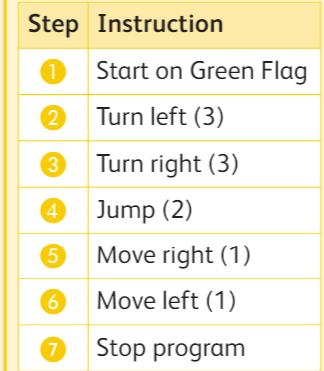 Step Instruction
1 Start on Green Flag
2 Turn left (3)
3 Turn right (3)
4 Jump (2)
5 Move right (1)
6 Move left (1)
7 Stop program